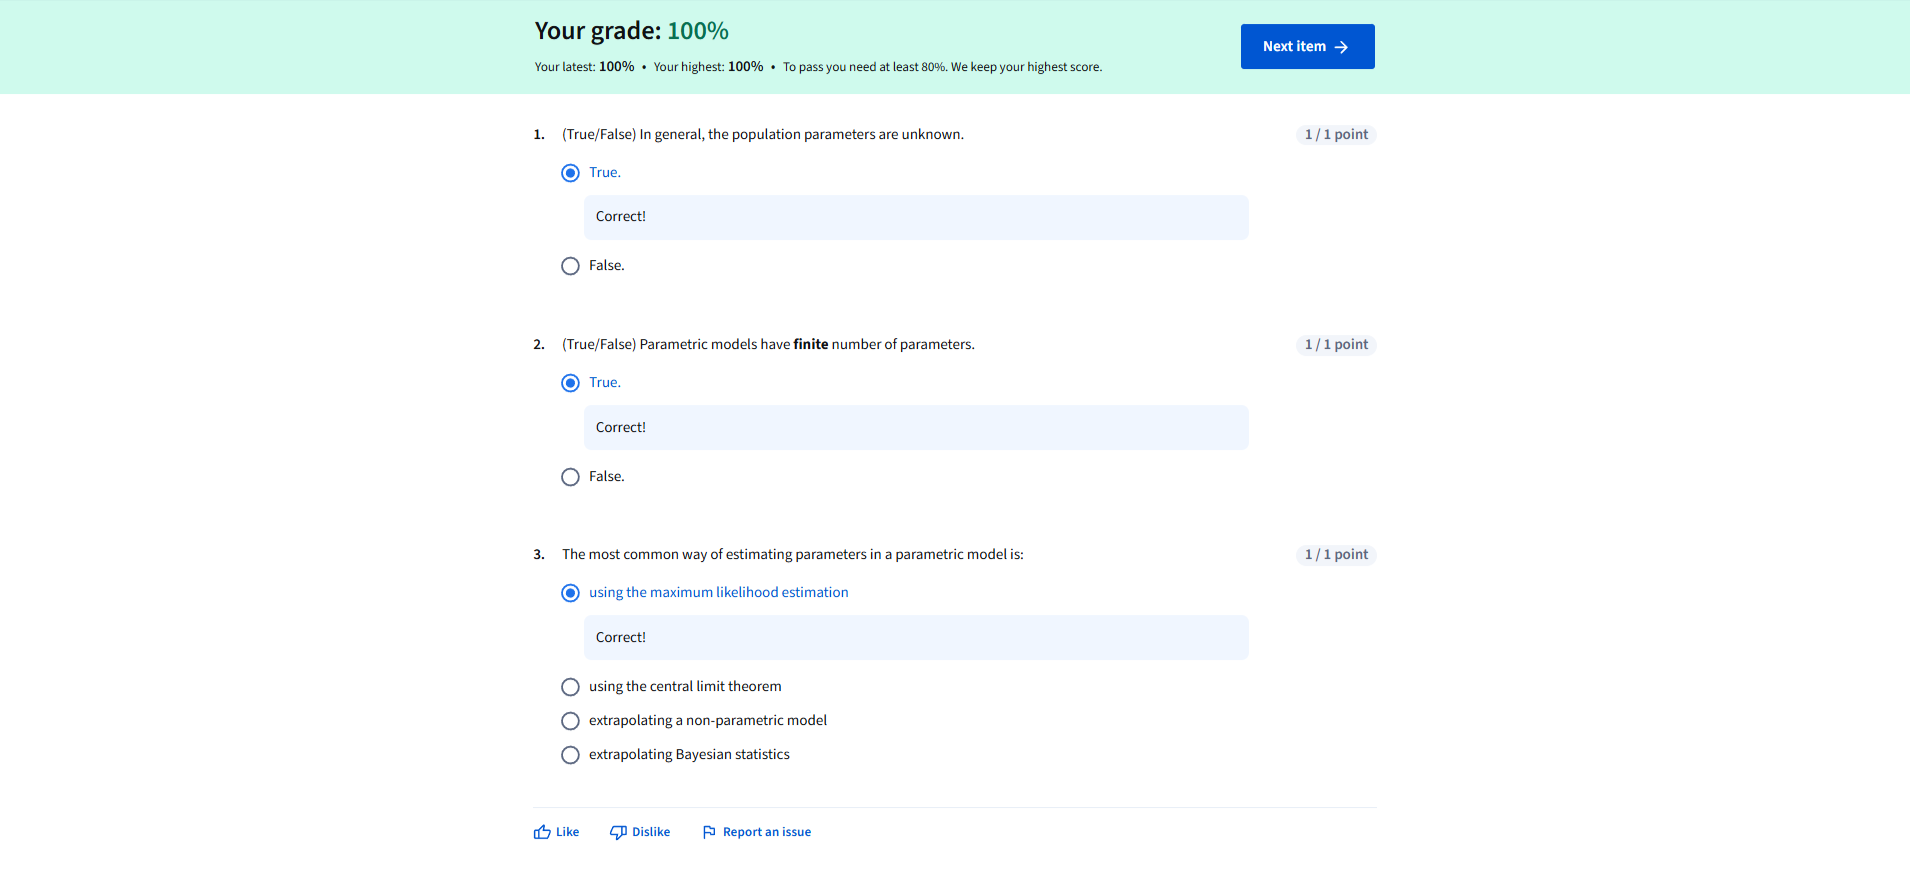 Your grade: 100%
Next item
Your latest: 100% • Your highest: 100% • To pass you need at least 80%. We keep your highest score.
1. (True/False) In general, the population parameters are unknown.
1 / 1 point
True.
Correct!
False.
2. (True/False) Parametric models have finite number of parameters.
1 / 1 point
True.
Correct!
False.
3. The most common way of estimating parameters in a parametric model is:
1 / 1 point
using the maximum likelihood estimation
Correct!
using the central limit theorem
extrapolating a non-parametric model
extrapolating Bayesian statistics
Like Dislike Report an issue